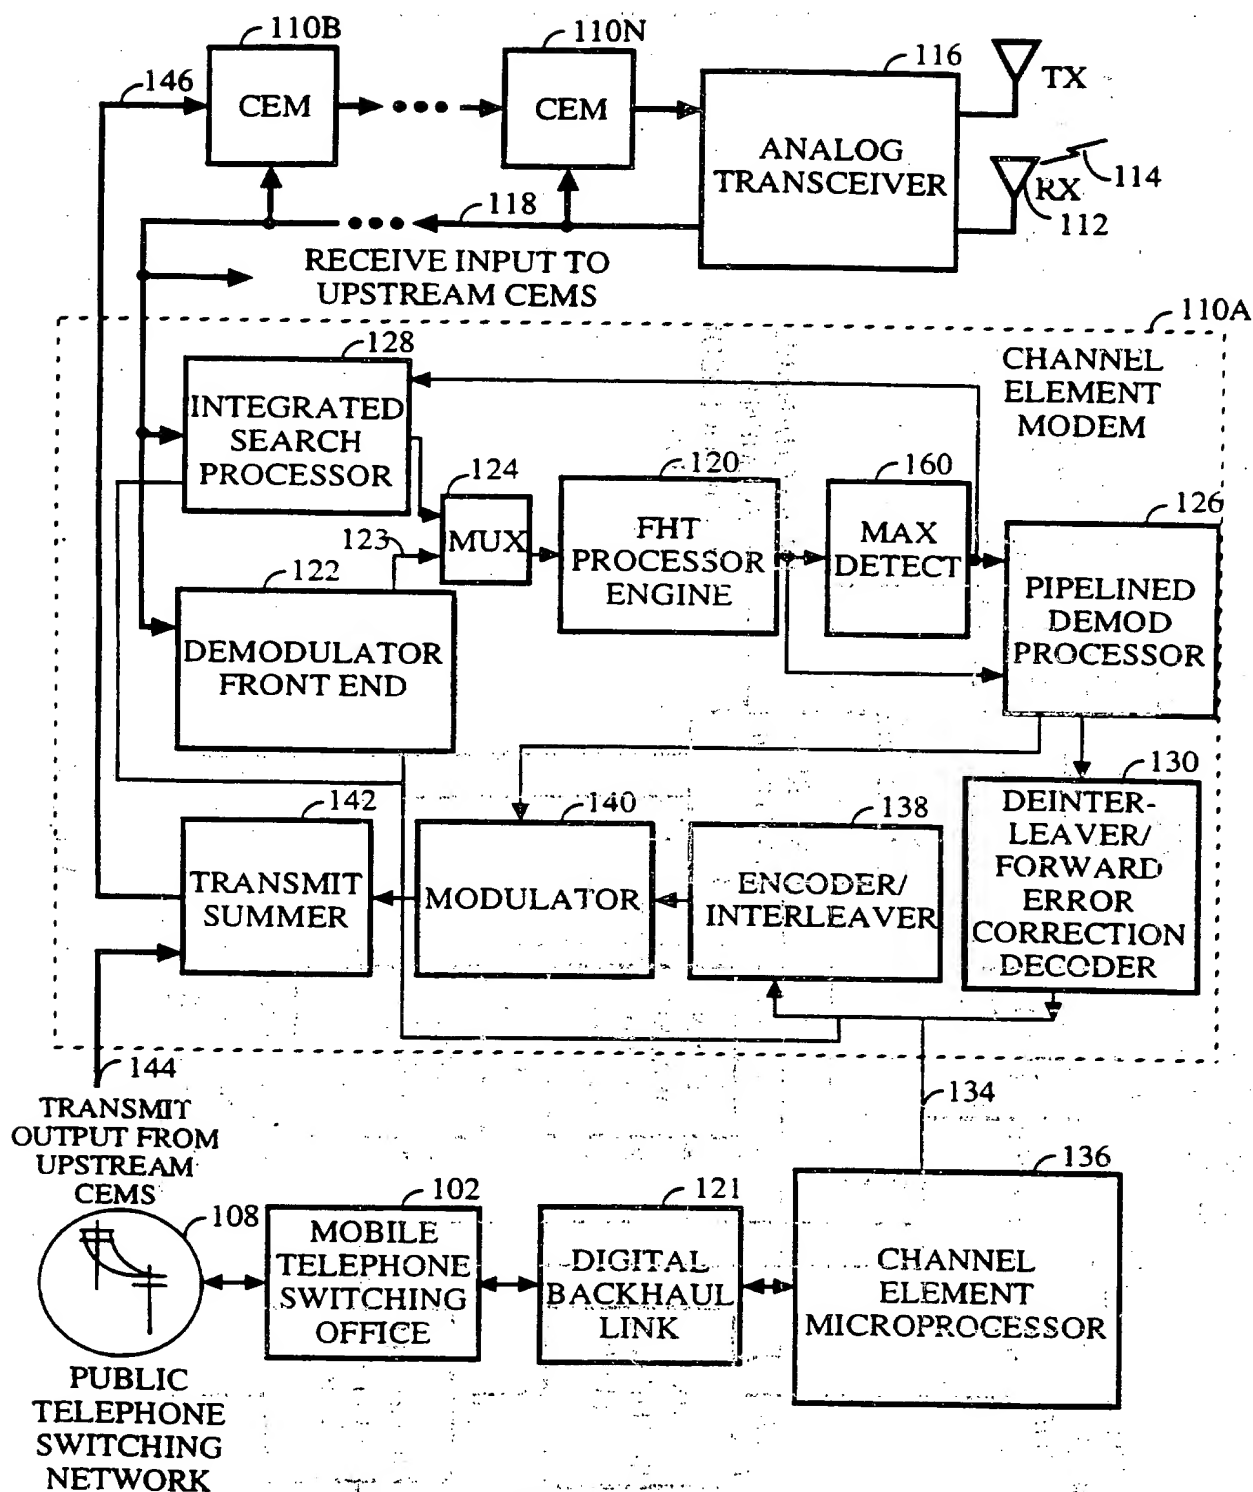 110B
110N
146
CEM
CEM
116
ANALOG
TRANSCEIVER
TX
RX
114
112
118
RECEIVE INPUT TO
UPSTREAM CEMS
110A
CHANNEL
ELEMENT
MODEM
128
INTEGRATED
SEARCH
PROCESSOR
124
MUX
120
FHT
PROCESSOR
ENGINE
160
MAX
DETECT
126
PIPELINED
DEMOD
PROCESSOR
123
122
DEMODULATOR
FRONT END
130
DEINTER-
LEAVER/
FORWARD
ERROR
CORRECTION
DECODER
142
TRANSMIT
SUMMER
140
MODULATOR
138
ENCODER/
INTERLEAVER
144
TRANSMIT
OUTPUT FROM
UPSTREAM
CEMS
134
136
CHANNEL
ELEMENT
MICROPROCESSOR
121
DIGITAL
BACKHAUL
LINK
102
MOBILE
TELEPHONE
SWITCHING
OFFICE
108
PUBLIC
TELEPHONE
SWITCHING
NETWORK